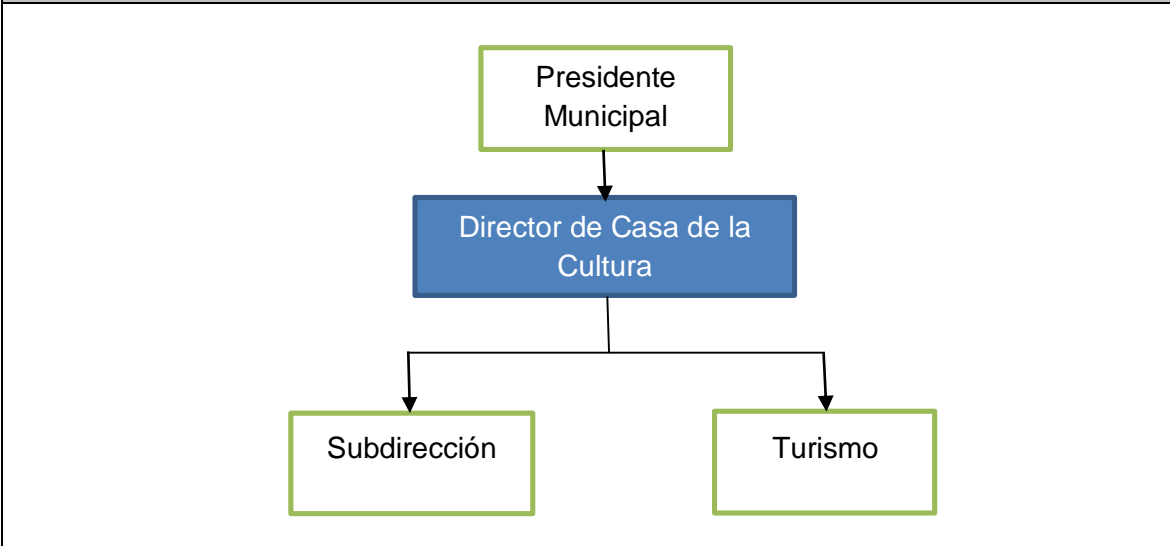 Presidente
Municipal
Director de Casa de la
Cultura
Subdirección
Turismo